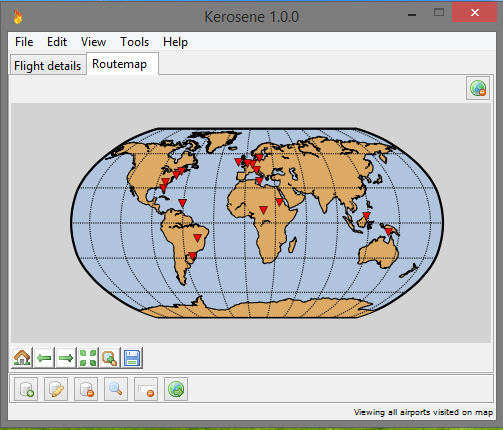 Kerosene 1.0.0
File Edit View Tools Help
Flight details Routemap
Viewing all airports visited on map